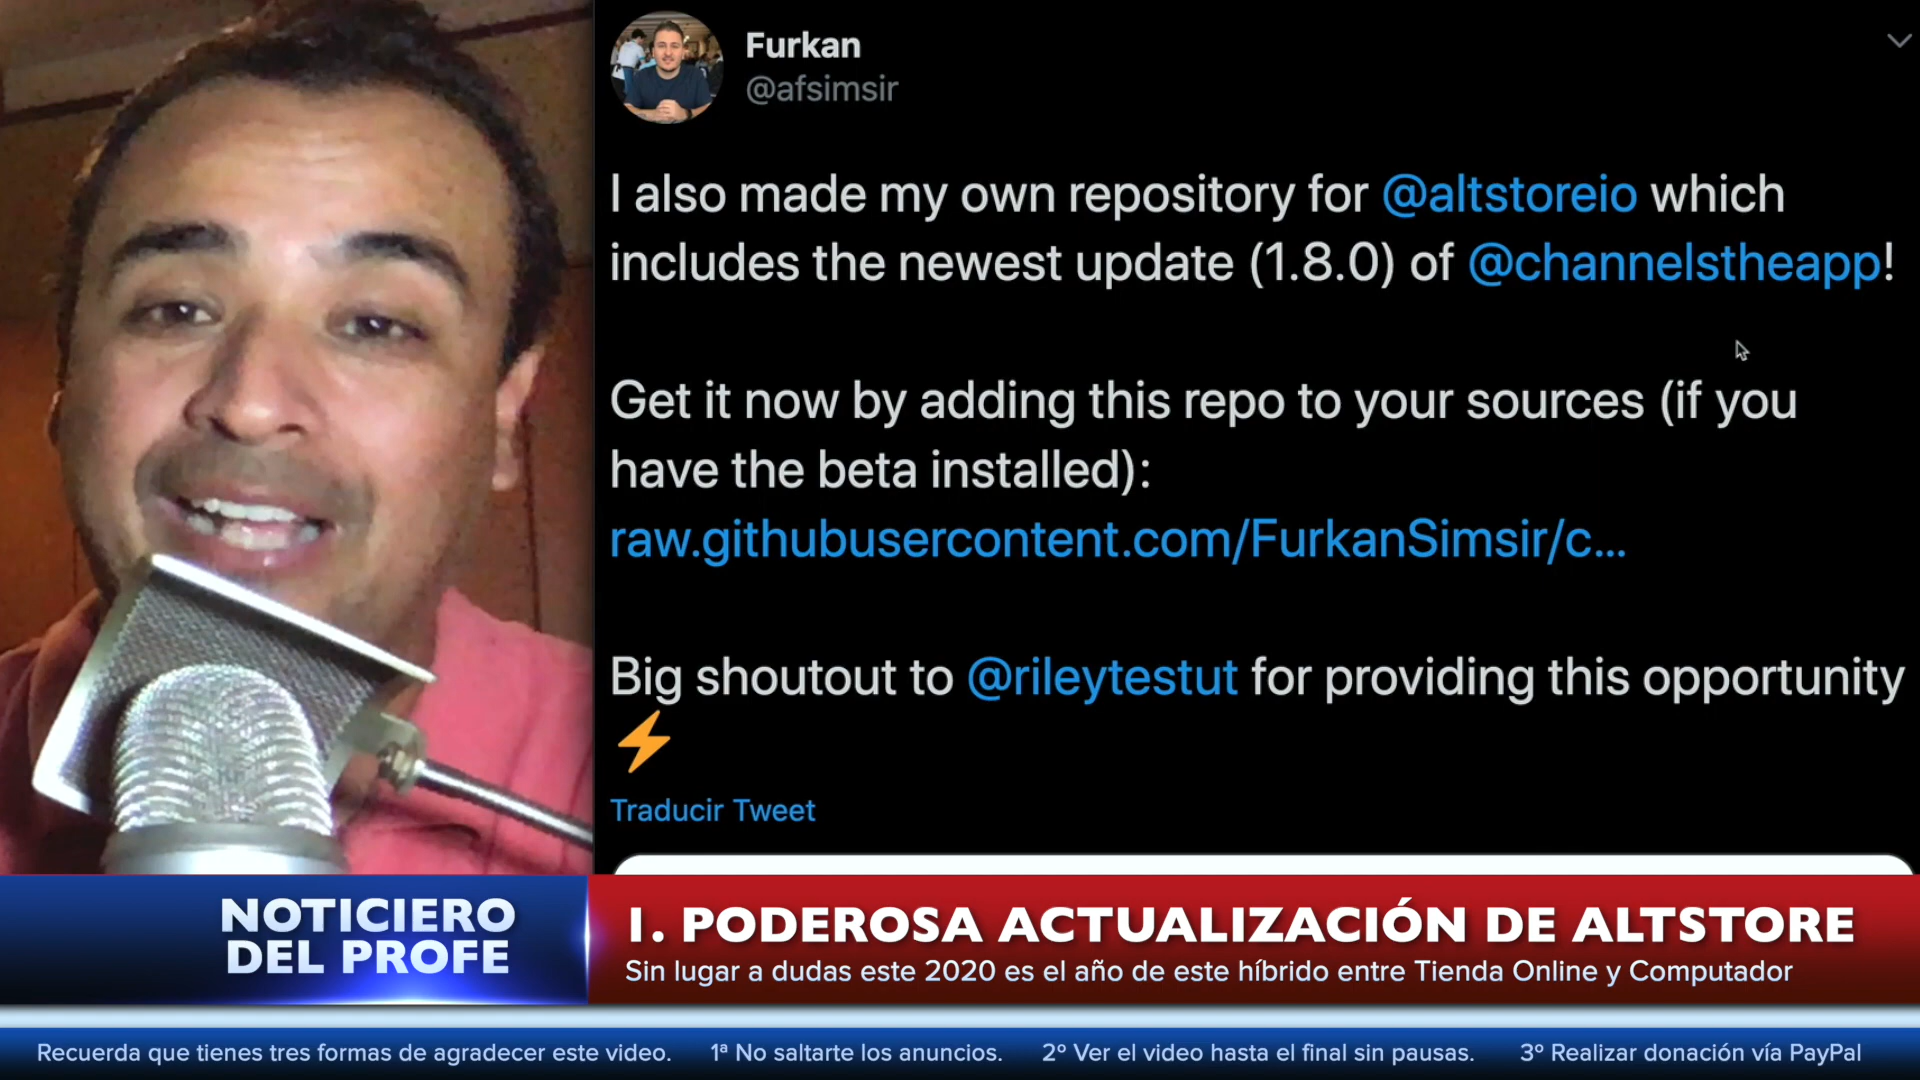 Furkan
@afsimsir
I also made my own repository for @altstoreio which
includes the newest update (1.8.0) of @channelstheapp!
Get it now by adding this repo to your sources (if you
have the beta installed):
raw.githubusercontent.com/FurkanSimsir/c...
Big shoutout to @rileytestut for providing this opportunity
⚡
Traducir Tweet
NOTICIERO
DEL PROFE
1. PODEROSA ACTUALIZACIÓN DE ALTSTORE
Sin lugar a dudas este 2020 es el año de este híbrido entre Tienda Online y Computador
Recuerda que tienes tres formas de agradecer este video. 1ª No saltarte los anuncios. 2º Ver el video hasta el final sin pausas. 3º Realizar donación vía PayPal